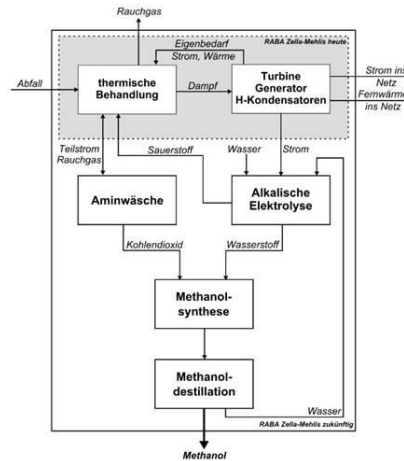 Rauchgas
RABA Zella-Mehlis heute
Eigenbedarf
Strom, Wärme
Abfall
thermische
Behandlung
Dampf
Turbine
Generator
H-Kondensatoren
Strom ins
Netz
Fernwärme
ins Netz
Teilstrom
Rauchgas
Sauerstoff
Wasser
Strom
Aminwäsche
Alkalische
Elektrolyse
Kohlendioxid
Wasserstoff
Methanol-
synthese
Methanol-
destillation
Wasser
RABA Zella-Mehlis zukünftig
Methanol